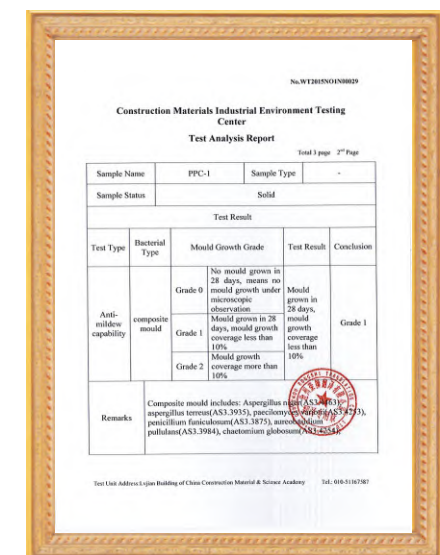 No.WT2015NO1N00029
Construction Materials Industrial Environment Testing
Center
Test Analysis Report
Total 3 page 2nd Page
Sample Name PPC-1 Sample Type -
Sample Status Solid
Test Result
Test Type Bacterial Type Mould Growth Grade Test Result Conclusion
Anti-mildew capability
composite mould
Grade 0
No mould grown in
28 days, means no
mould growth under
microscopic
observation
Grade 1
Mould grown in 28
days, mould growth
coverage less than
10%
Grade 2
Mould growth
coverage more than
10%
Mould
grown in
28 days,
mould
growth
coverage
less than
10%
Grade 1
Remarks
Composite mould includes: Aspergillus
aspergillus terreus(AS3.3935), paecilomyces
penicillium funiculosum(AS3.3875),
pullulans(AS3.3984), chaetomium globosum
Test Unit Address: Building of China Construction Material & Science Academy Tel: 010-51167587